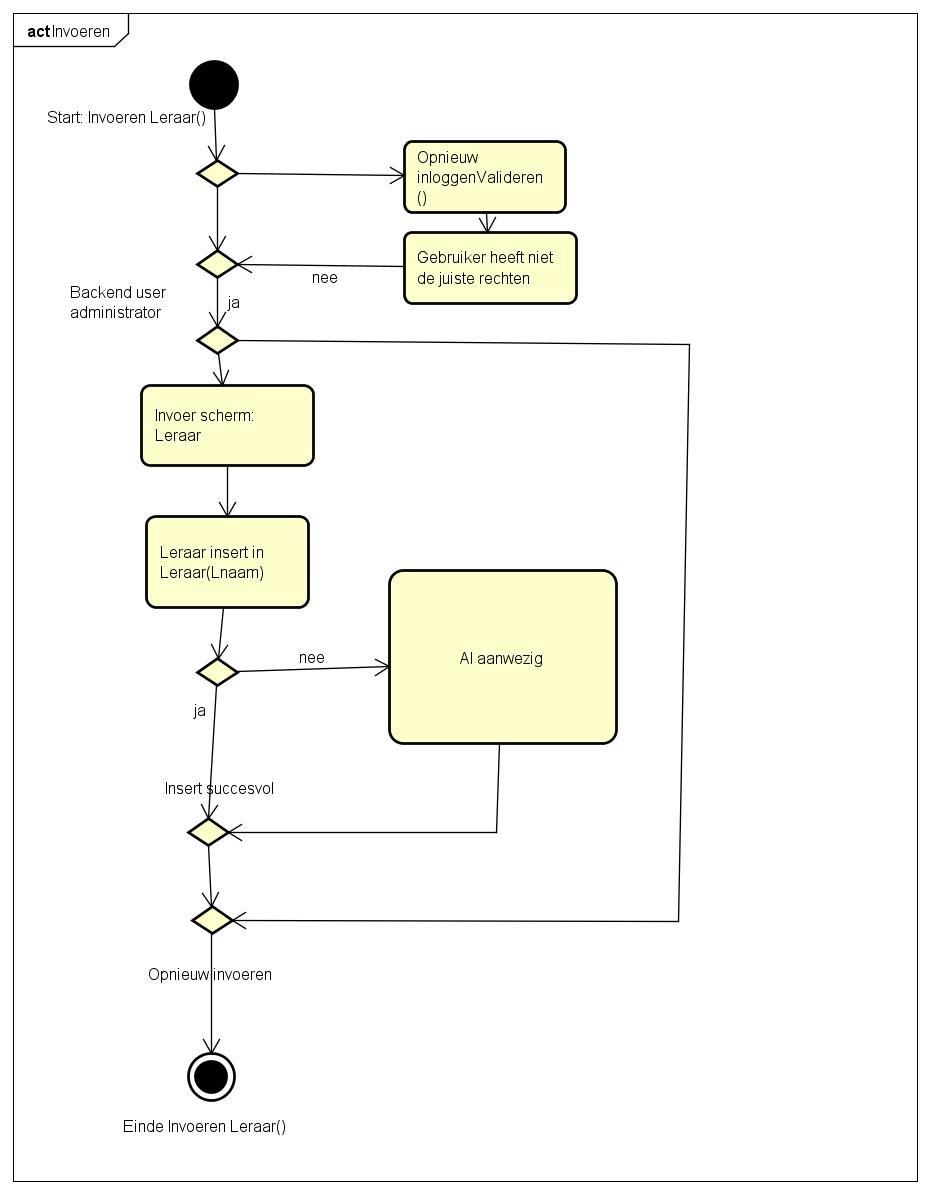 act Invoeren
Start: Invoeren Leraar()
Opnieuw
inloggenValideren
()
Gebruiker heeft niet
de juiste rechten
nee
Backend user
administrator
ja
Invoer scherm:
Leraar
Leraar insert in
Leraar(Lnaam)
nee
Al aanwezig
ja
Insert succesvol
Opnieuw invoeren
Einde Invoeren Leraar()